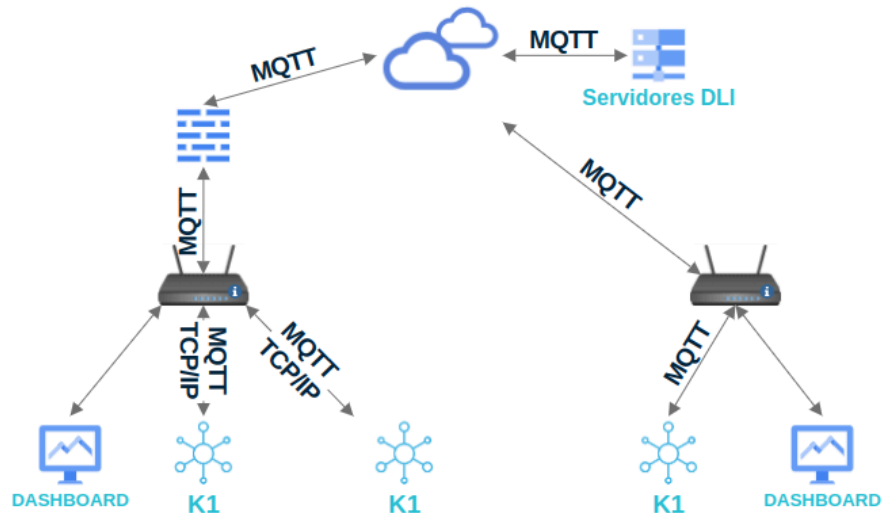 MQTT
MQTT
Servidores DLI
MQTT
MQTT
MQTT
TCP/IP
MQTT
TCP/IP
MQTT
DASHBOARD
K1
K1
K1
DASHBOARD